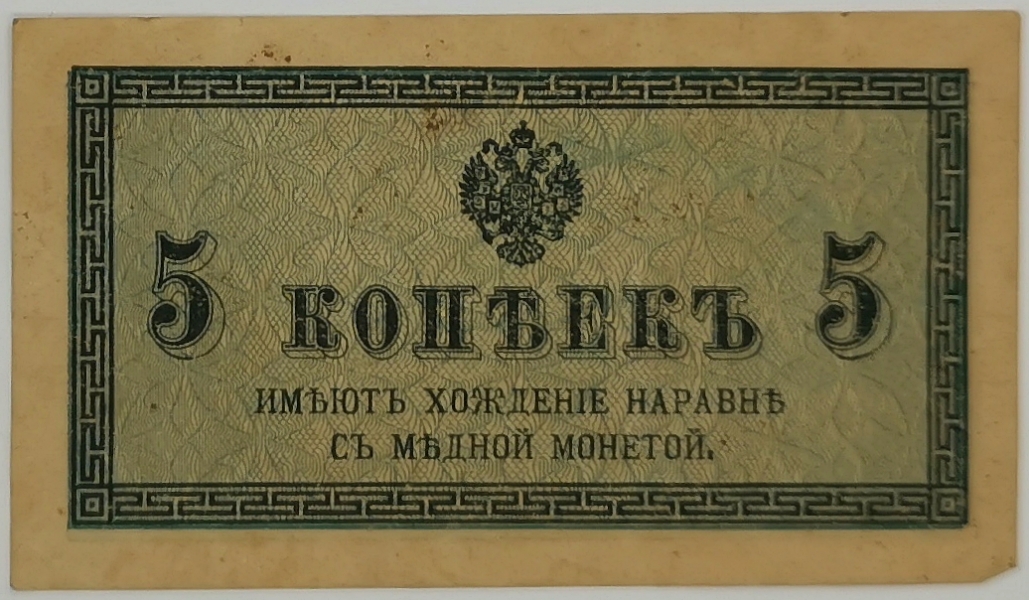 5 КОПѢЕКЪ 5
ИМѢЮТЪ ХОЖДЕНІЕ НАРАВНѢ
СЪ МѢДНОЙ МОНЕТОЙ.